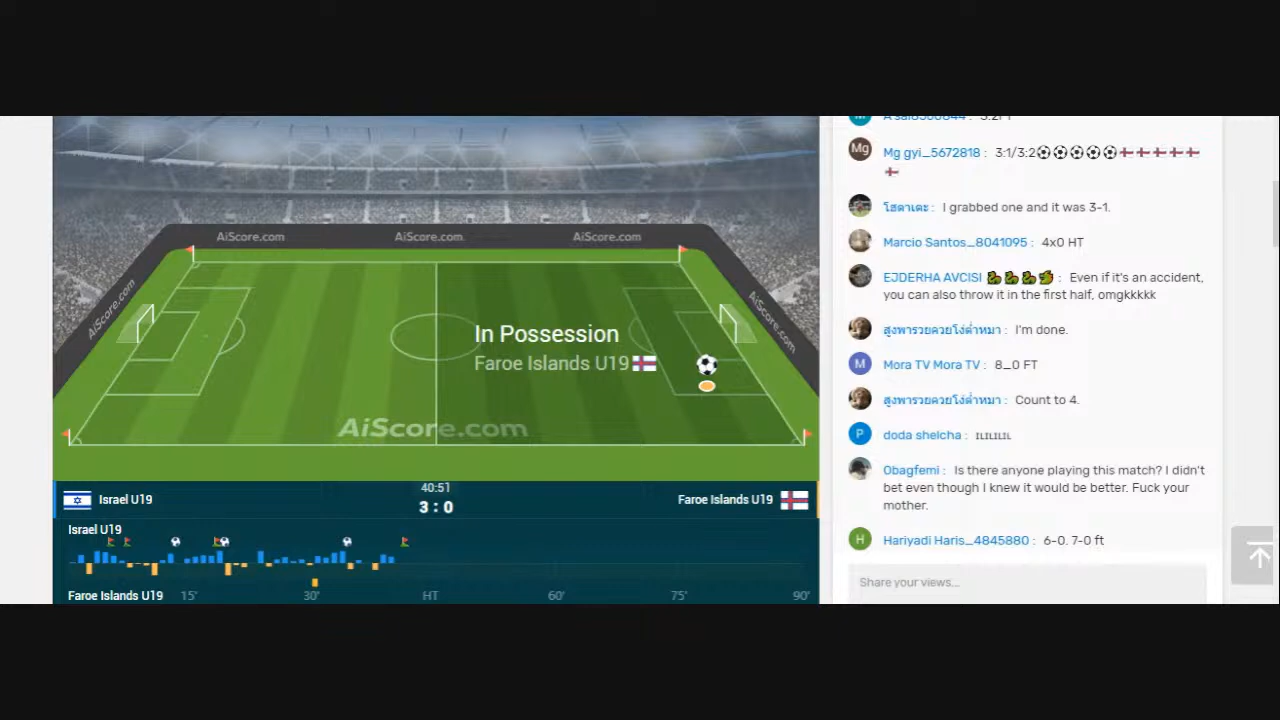 AiScore.com AiScore.com AiScore.com
AiScore.com
AiScore.com
In Possession
Faroe Islands U19
AiScore.com
Israel U19
40:51
3 : 0
Faroe Islands U19
Israel U19
Faroe Islands U19 15' 30' HT 60' 75' 90'
Mg
Mg gyi_5672818 : 3:1/3:2
โฮดาเตะ : I grabbed one and it was 3-1.
Marcio Santos_8041095 : 4x0 HT
EJDERHA AVCISI : Even if it's an accident,
you can also throw it in the first half, omgkkkkk
สูงพารวยควยโง่ต่ำหมา : I'm done.
M
Mora TV Mora TV : 8_0 FT
สูงพารวยควยโง่ต่ำหมา : Count to 4.
P
doda shelcha :
Obagfemi : Is there anyone playing this match? I didn't
bet even though I knew it would be better. Fuck your
mother.
H
Hariyadi Haris_4845880 : 6-0. 7-0 ft
Share your views...